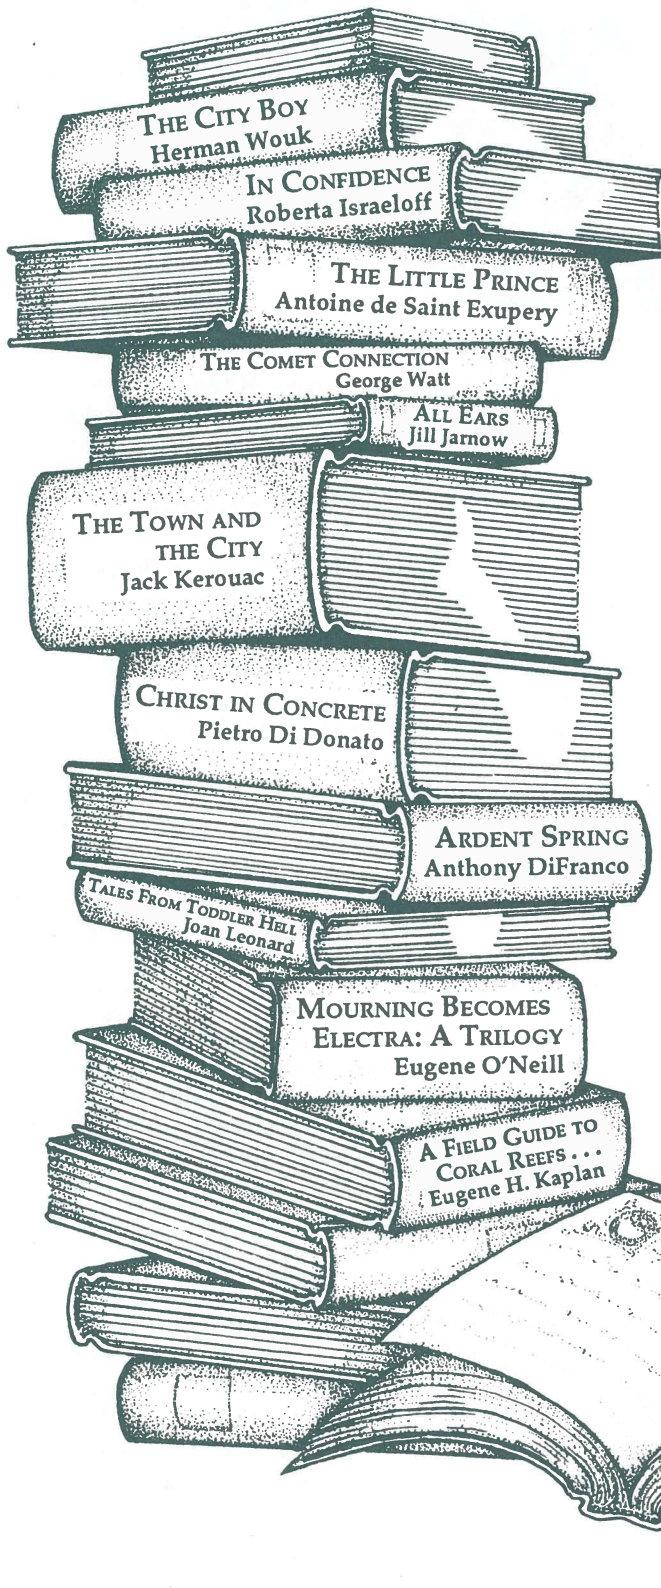 THE CITY BOY
Herman Wouk
IN CONFIDENCE
Roberta Israeloff
THE LITTLE PRINCE
Antoine de Saint Exupery
THE COMET CONNECTION
George Watt
ALL EARS
Jill Jarnow
THE TOWN AND
THE CITY
Jack Kerouac
CHRIST IN CONCRETE
Pietro Di Donato
ARDENT SPRING
Anthony DiFranco
TALES FROM TODDLER HELL
Joan Leonard
MOURNING BECOMES
ELECTRA: A TRILOGY
Eugene O'Neill
A FIELD GUIDE TO
CORAL REEFS . . .
Eugene H. Kaplan